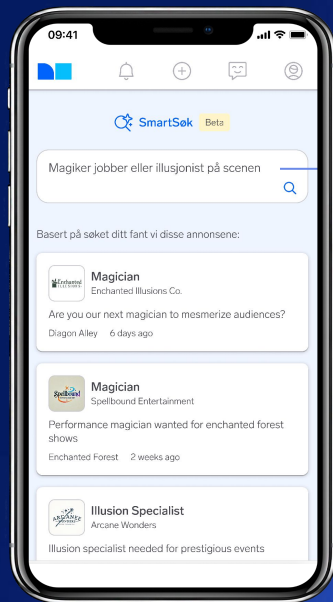 09:41
SmartSøk Beta
Magiker jobber eller illusjonist på scenen
Basert på søket ditt fant vi disse annonsene:
Enchanted
Magician
Enchanted Illusions Co.
Are you our next magician to mesmerize audiences?
Diagon Alley 6 days ago
Spellbound
Magician
Spellbound Entertainment
Performance magician wanted for enchanted forest
shows
Enchanted Forest 2 weeks ago
ARCANE
Illusion Specialist
Arcane Wonders
Illusion specialist needed for prestigious events